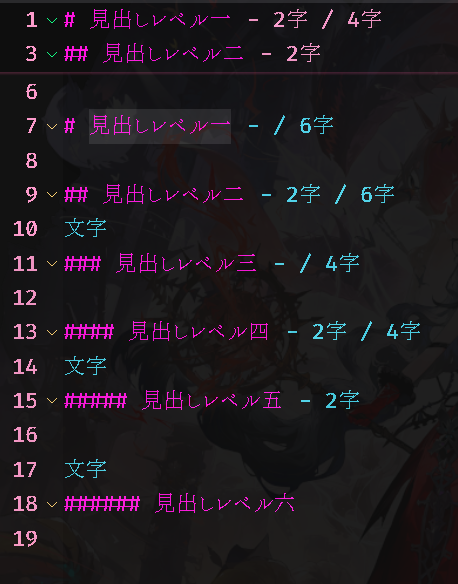 1 # 見出しレベル一 - 2字 / 4字
3 ## 見出しレベル二 - 2字
6
7 # 見出しレベル一 - / 6字
8
9 ## 見出しレベル二 - 2字 / 6字
10 文字
11 ### 見出しレベル三 - / 4字
12
13 #### 見出しレベル四 - 2字 / 4字
14 文字
15 ##### 見出しレベル五 - 2字
16
17 文字
18 ###### 見出しレベル六
19